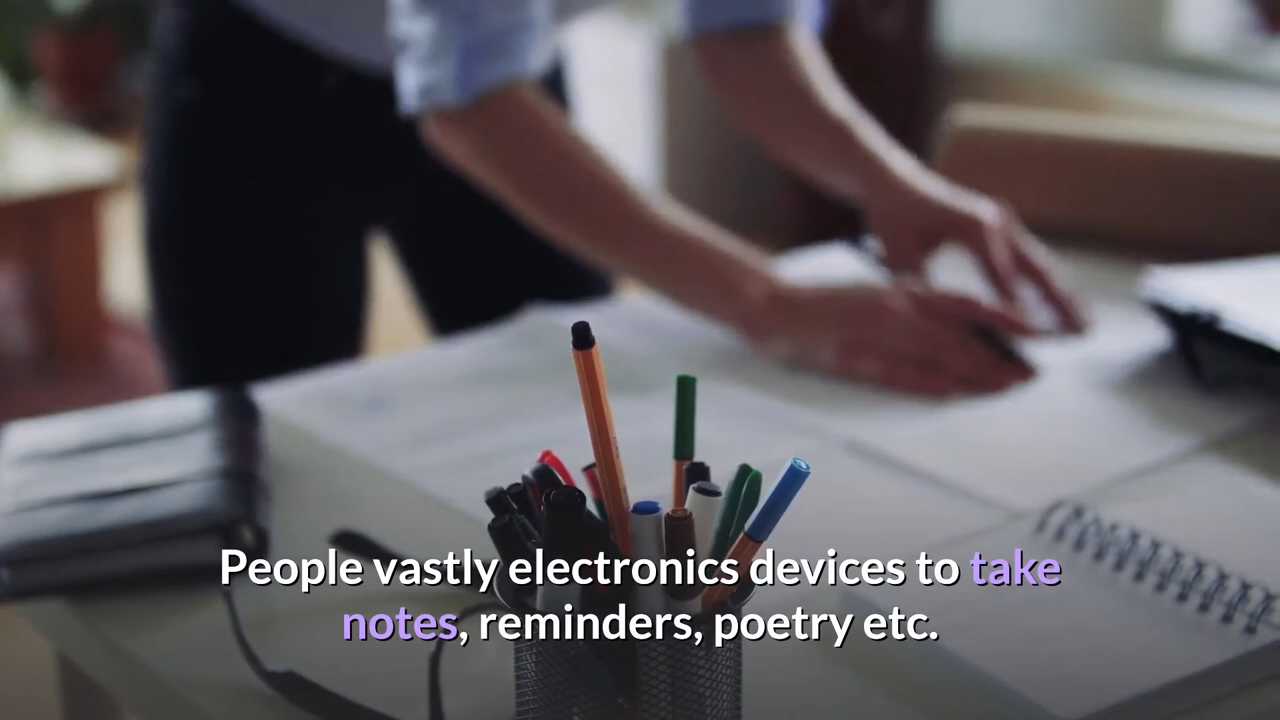 People vastly electronics devices to take
notes, reminders, poetry etc.